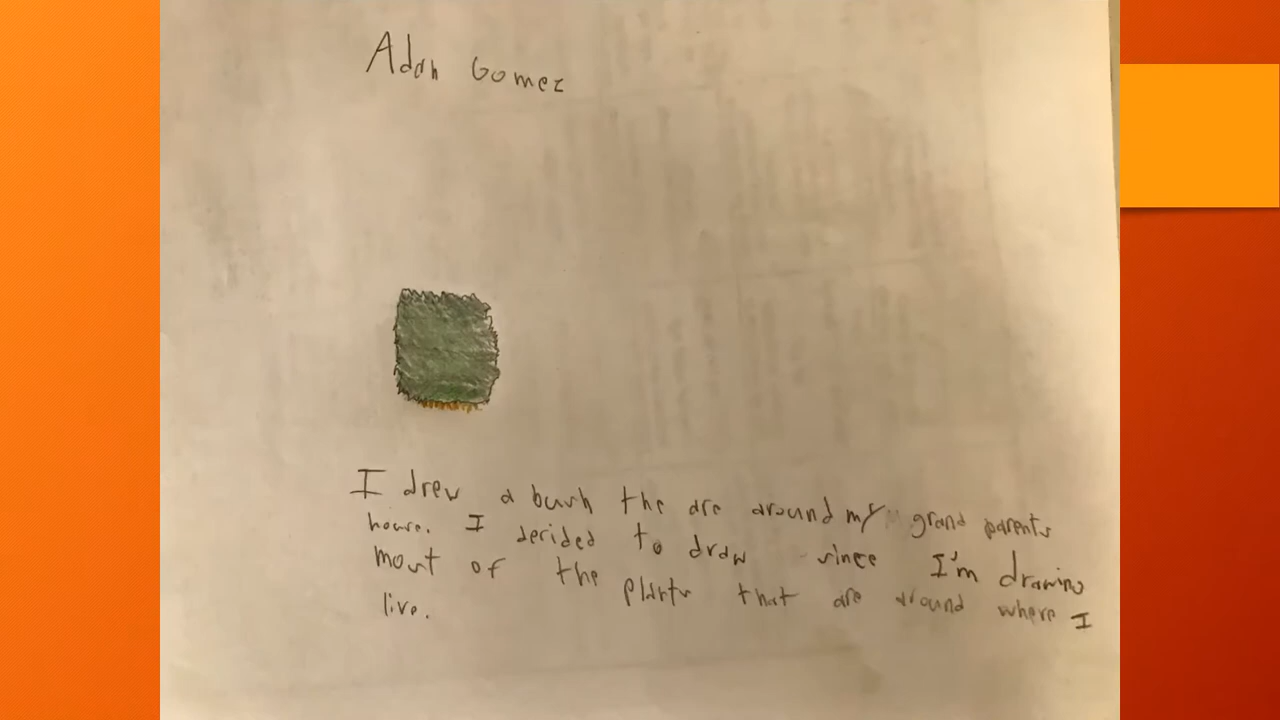 Adan Gomez
I drew a bush the are around my grand parents
house. I decided to draw since I'm drawing
most of the plants that are around where I
live.